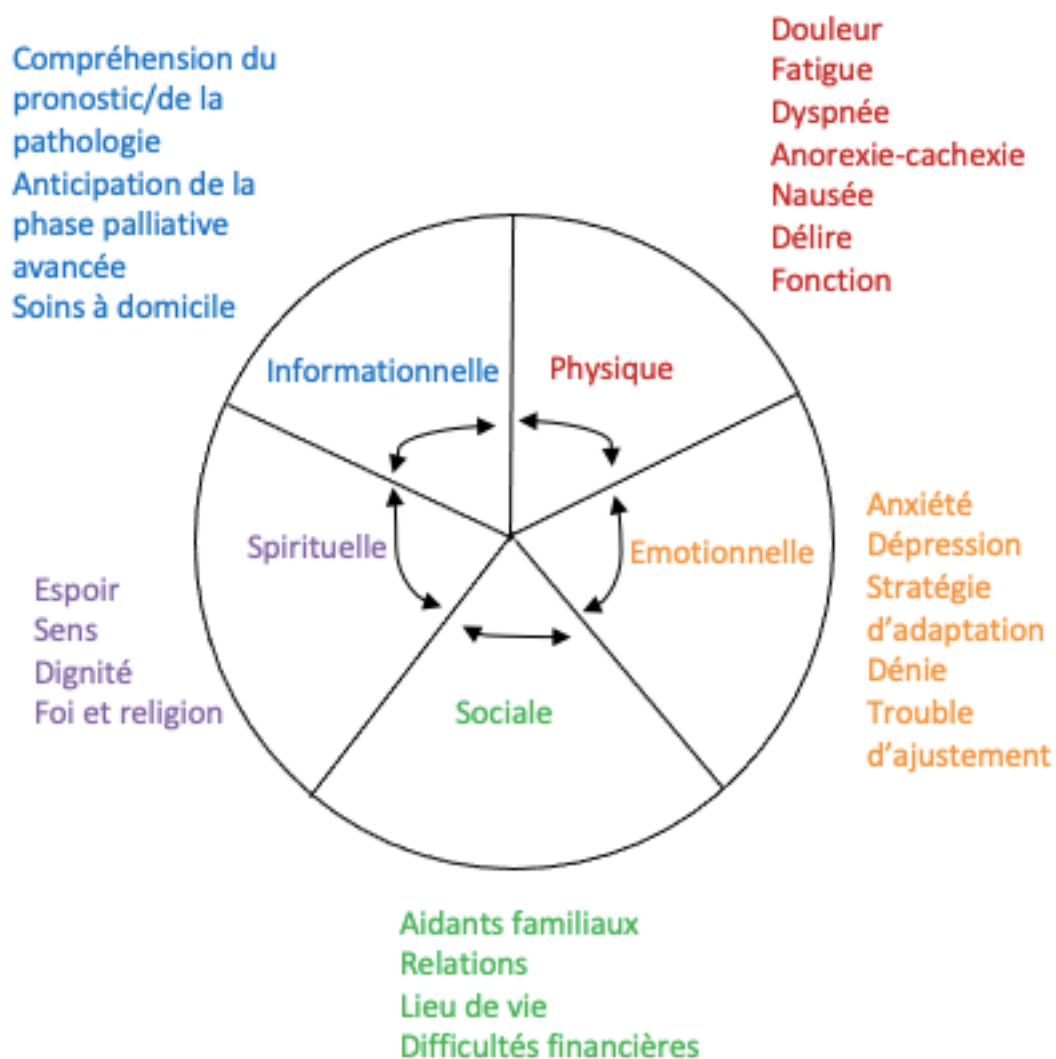 Compréhension du
pronostic/de la
pathologie
Anticipation de la
phase palliative
avancée
Soins à domicile
Douleur
Fatigue
Dyspnée
Anorexie-cachexie
Nausée
Délire
Fonction
Informationnelle
Physique
Spirituelle
Emotionnelle
Sociale
Espoir
Sens
Dignité
Foi et religion
Anxiété
Dépression
Stratégie
d’adaptation
Dénie
Trouble
d’ajustement
Aidants familiaux
Relations
Lieu de vie
Difficultés financières